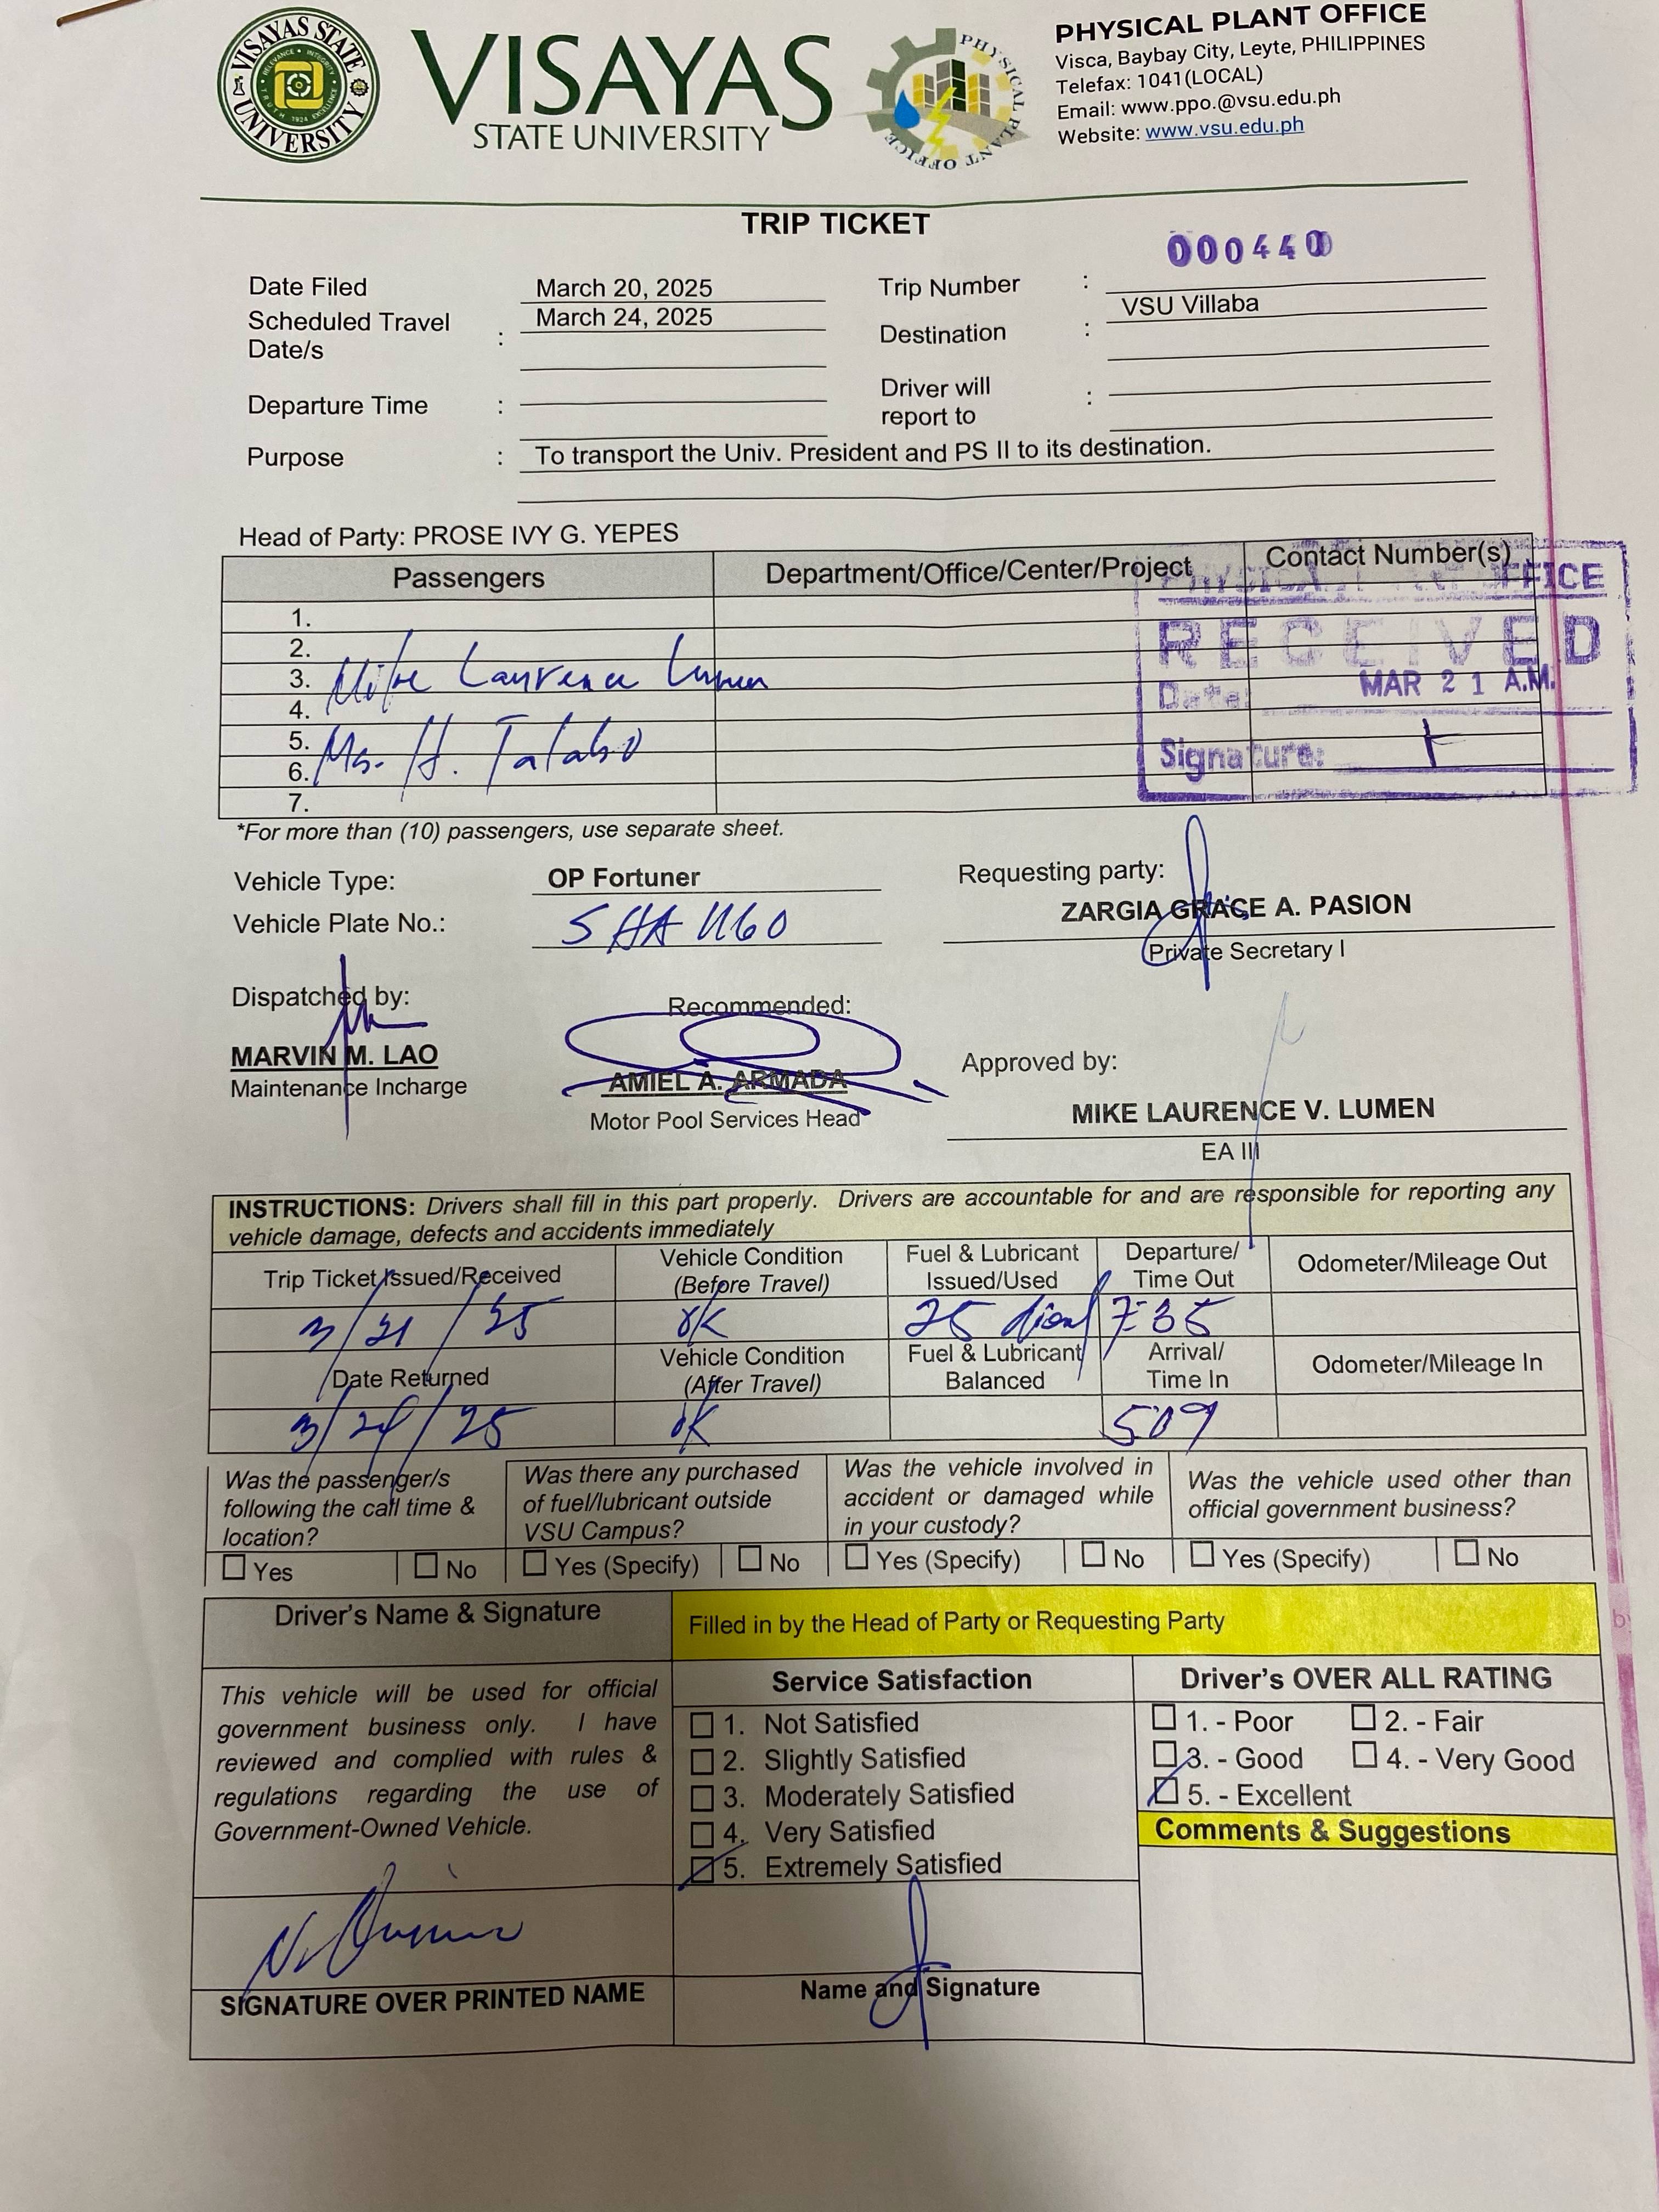 VISAYAS STATE UNIVERSITY
RELEVANCE • INTEGRITY • TRUTH
1924
EXCELLENCE
VISAYAS
STATE UNIVERSITY
PHYSICAL PLANT OFFICE
PHYSICAL PLANT OFFICE
Visca, Baybay City, Leyte, PHILIPPINES
Telefax: 1041(LOCAL)
Email: www.ppo.@vsu.edu.ph
Website: www.vsu.edu.ph
TRIP TICKET
000440
Date Filed March 20, 2025 Trip Number :
Scheduled Travel Date/s : March 24, 2025 Destination : VSU Villaba
Departure Time : Driver will report to :
Purpose : To transport the Univ. President and PS II to its destination.
Head of Party: PROSE IVY G. YEPES
Passengers Department/Office/Center/Project Contact Number(s)
1.
2.
3. Mike Laurence Lumen
4.
5.
6. Ms. H. Tatabo
7.
OFFICE
RECEIVED
Date: MAR 21 A.M.
Signature:
*For more than (10) passengers, use separate sheet.
Vehicle Type: OP Fortuner Requesting party:
Vehicle Plate No.: SHA 1160 ZARGIA GRACE A. PASION
Private Secretary I
Dispatched by: Recommended:
MARVIN M. LAO AMIEL A. ARMADA Approved by:
Maintenance Incharge Motor Pool Services Head
MIKE LAURENCE V. LUMEN
EA III
INSTRUCTIONS: Drivers shall fill in this part properly. Drivers are accountable for and are responsible for reporting any
vehicle damage, defects and accidents immediately
Trip Ticket Issued/Received Vehicle Condition (Before Travel) Fuel & Lubricant Issued/Used Departure/ Time Out Odometer/Mileage Out
3/21/25 OK 25 7:35
Date Returned Vehicle Condition (After Travel) Fuel & Lubricant Balanced Arrival/ Time In Odometer/Mileage In
3/24/25 OK 509
Was the passenger/s following the call time & location? Was there any purchased of fuel/lubricant outside VSU Campus? Was the vehicle involved in accident or damaged while in your custody? Was the vehicle used other than official government business?
Yes No Yes (Specify) No Yes (Specify) No Yes (Specify) No
Driver's Name & Signature Filled in by the Head of Party or Requesting Party
This vehicle will be used for official
government business only. I have
reviewed and complied with rules &
regulations regarding the use of
Government-Owned Vehicle.
SIGNATURE OVER PRINTED NAME
Service Satisfaction
1. Not Satisfied
2. Slightly Satisfied
3. Moderately Satisfied
4. Very Satisfied
5. Extremely Satisfied
Name and Signature
Driver's OVER ALL RATING
1. - Poor 2. - Fair
3. - Good 4. - Very Good
5. - Excellent
Comments & Suggestions